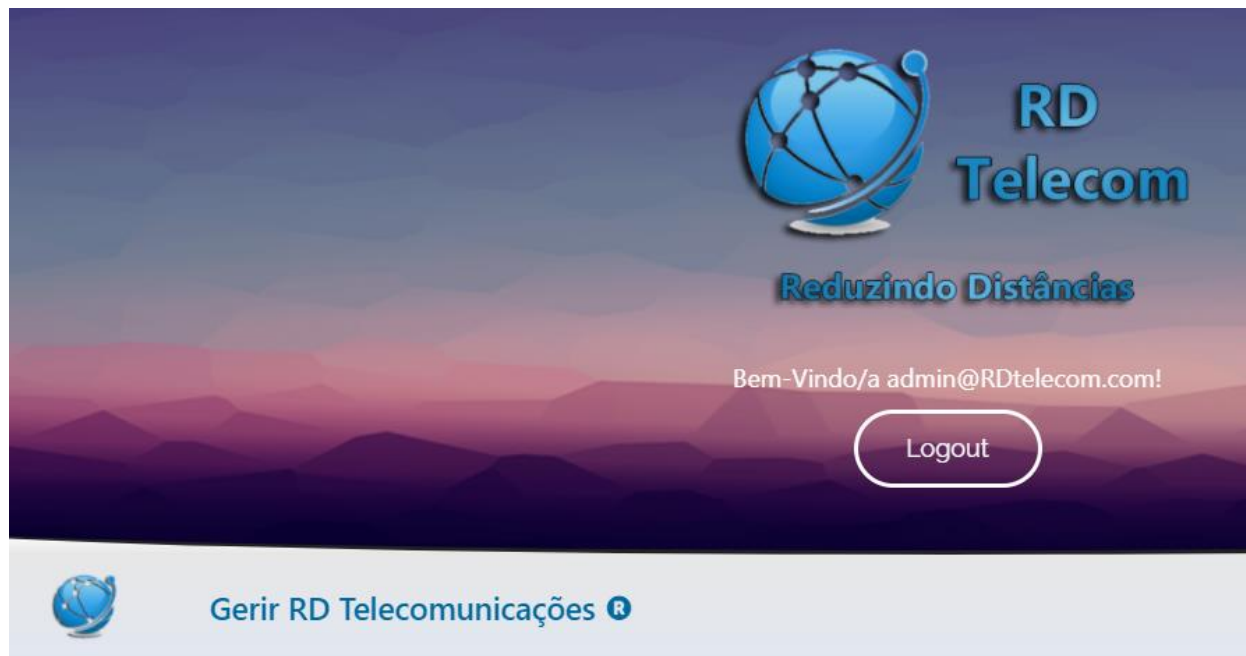 RD
Telecom
Reduzindo Distâncias
Bem-Vindo/a admin@RDtelecom.com!
Logout
Gerir RD Telecomunicações ®